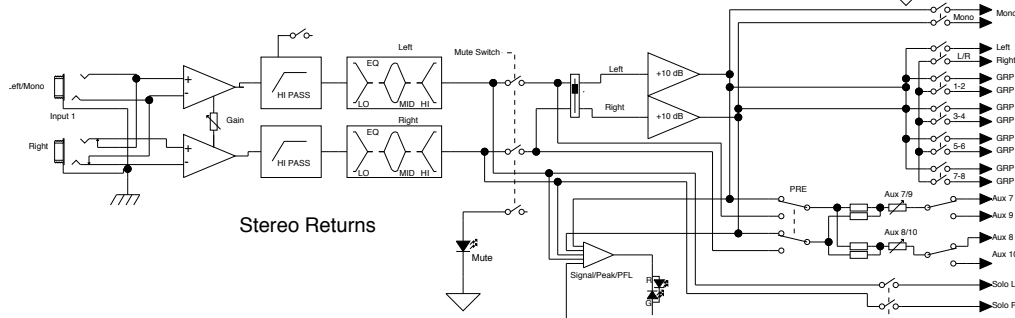 Left/Mono
Input 1
Right
Gain
HI PASS
HI PASS
Left
EQ
LO
MID
HI
Right
EQ
LO
MID
HI
Mute Switch
Mute
Stereo Returns
Left
Right
+10 dB
+10 dB
Signal/Peak/PFL
R
G
PRE
Mono
Mono
Left
L/R
Right
GRP
1-2
GRP
GRP
3-4
GRP
GRP
5-6
GRP
GRP
7-8
GRP
Aux 7/9
Aux 7
Aux 9
Aux 8/10
Aux 8
Aux 10
Solo L
Solo R